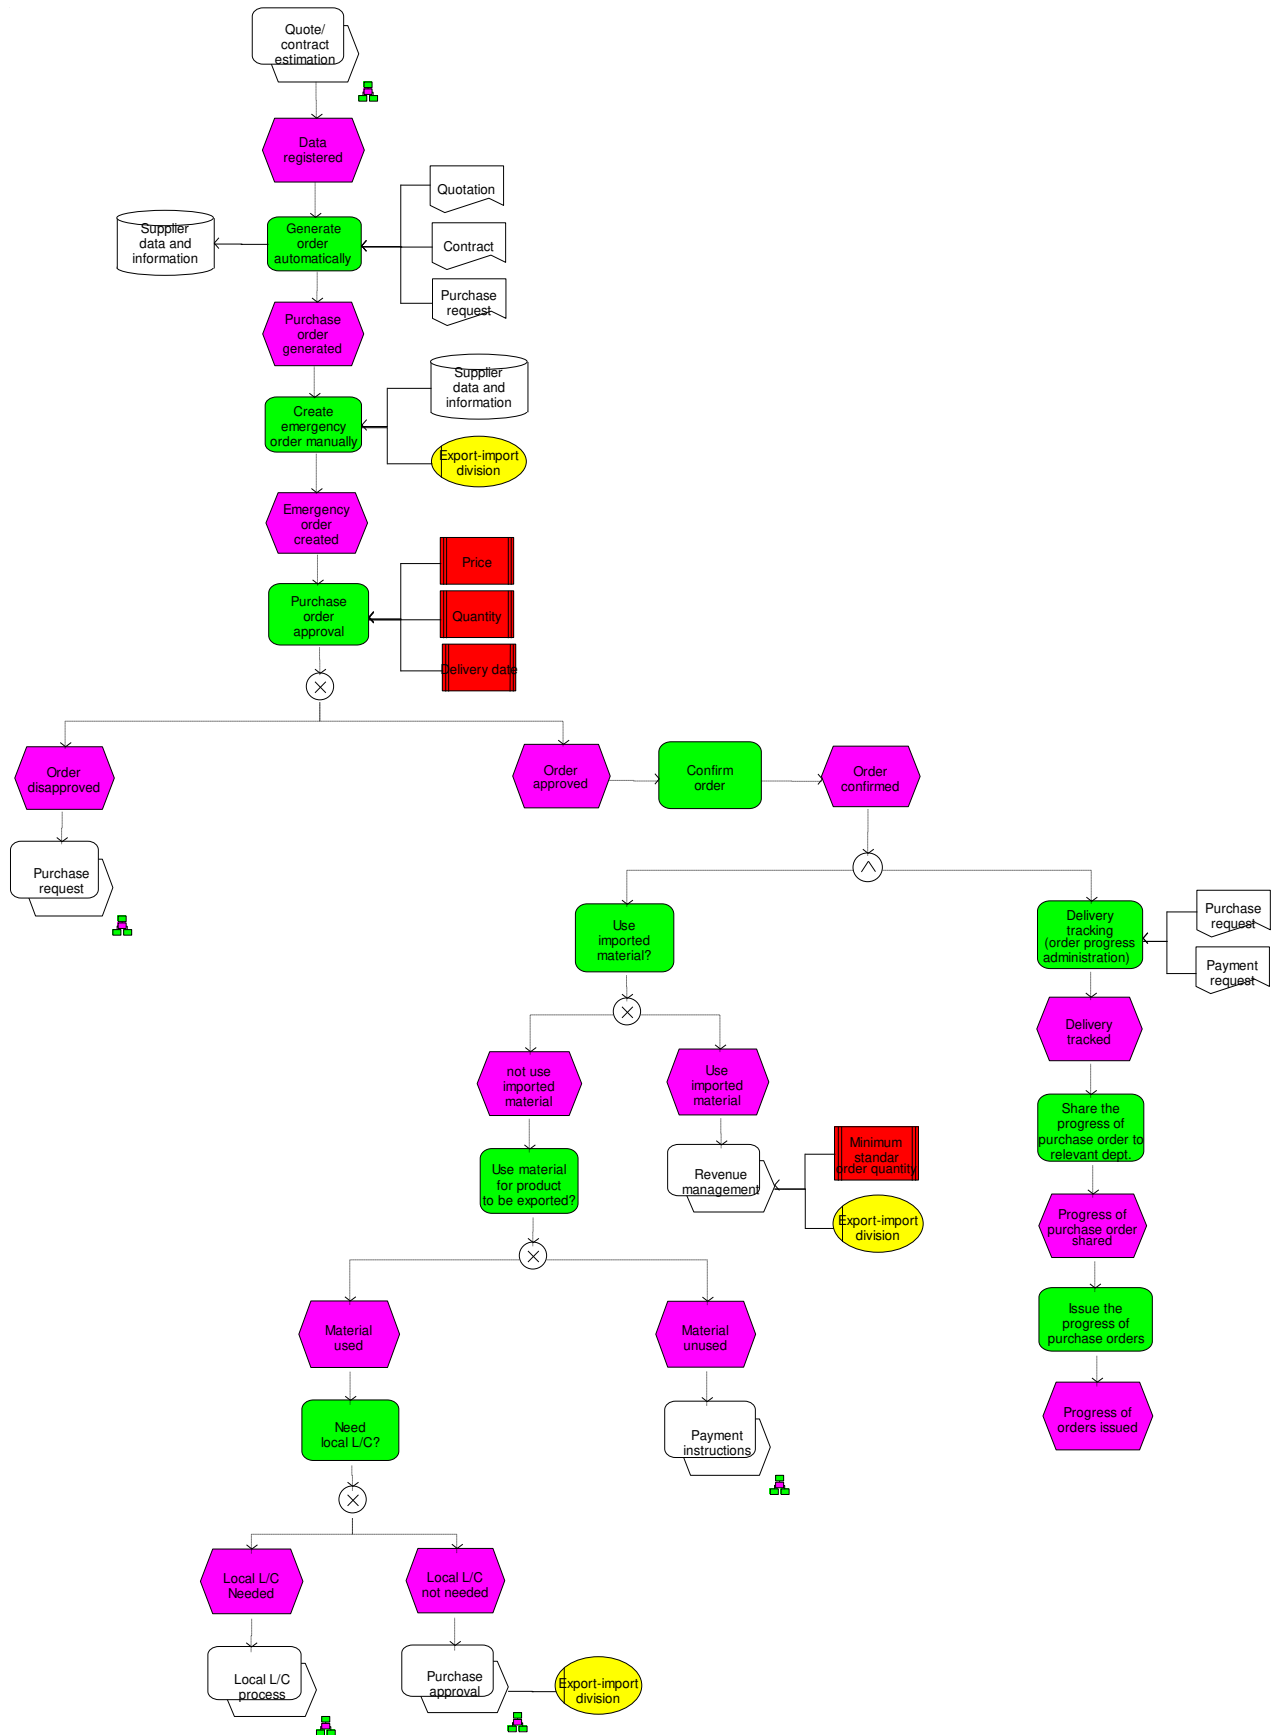 Quote/
contract
estimation
Data
registered
Quotation
Supplier
data and
information
Generate
order
automatically
Contract
Purchase
request
Purchase
order
generated
Supplier
data and
information
Create
emergency
order manually
Export-import
division
Emergency
order
created
Price
Purchase
order
approval
Quantity
Delivery date
Order
disapproved
Order
approved
Confirm
order
Order
confirmed
Purchase
request
Use
imported
material?
Delivery
tracking
(order progress
administration)
Purchase
request
Payment
request
Delivery
tracked
not use
imported
material
Use
imported
material
Share the
progress of
purchase order to
relevant dept.
Use material
for product
to be exported?
Revenue
management
Minimum
standar
order quantity
Export-import
division
Progress of
purchase order
shared
Material
used
Material
unused
Issue the
progress of
purchase orders
Need
local L/C?
Payment
instructions
Progress of
orders issued
Local L/C
Needed
Local L/C
not needed
Local L/C
process
Purchase
approval
Export-import
division